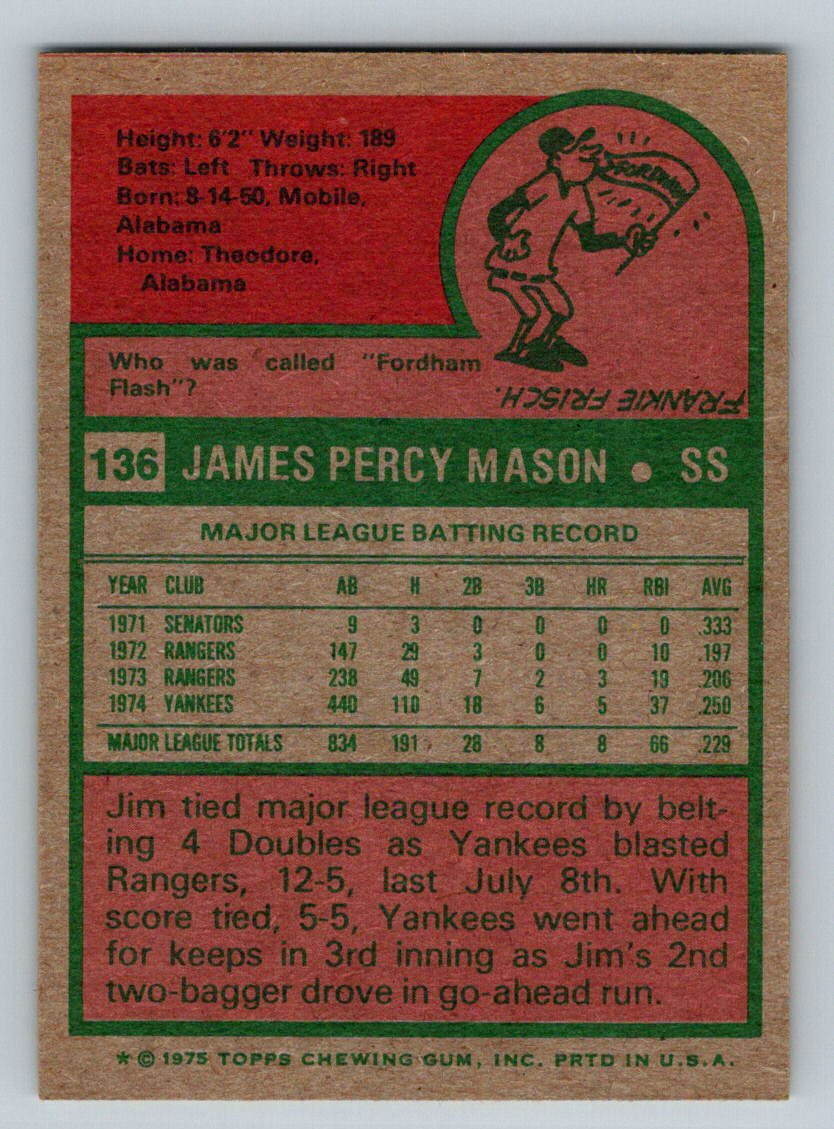 Height: 6'2" Weight: 189
Bats: Left Throws: Right
Born: 8-14-50, Mobile,
Alabama
Home: Theodore,
Alabama
FORDHAM
Who was called "Fordham
Flash"?
FRANKIE FRISCH.
136 JAMES PERCY MASON • SS
MAJOR LEAGUE BATTING RECORD
YEAR CLUB AB H 2B 3B HR RBI AVG
1971 SENATORS 9 3 0 0 0 0 .333
1972 RANGERS 147 29 3 0 0 10 .197
1973 RANGERS 238 49 7 2 3 19 .206
1974 YANKEES 440 110 18 6 5 37 .250
MAJOR LEAGUE TOTALS 834 191 28 8 8 66 .229
Jim tied major league record by belt-
ing 4 Doubles as Yankees blasted
Rangers, 12-5, last July 8th. With
score tied, 5-5, Yankees went ahead
for keeps in 3rd inning as Jim's 2nd
two-bagger drove in go-ahead run.
* © 1975 TOPPS CHEWING GUM, INC. PRTD IN U.S.A.